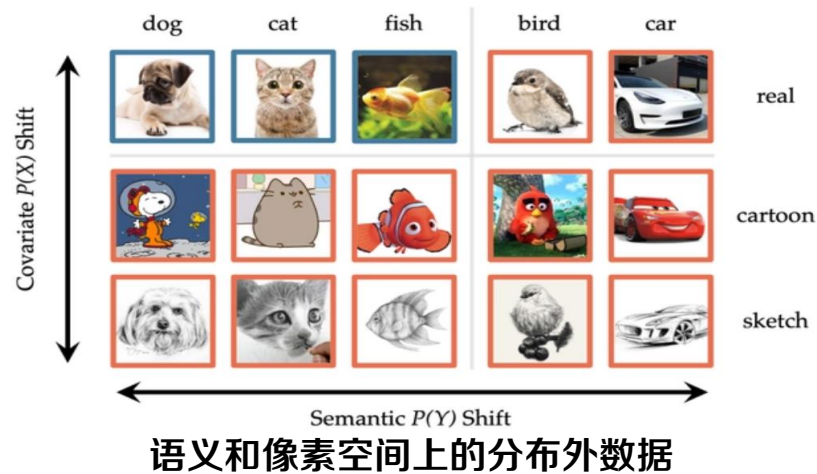 dog cat fish bird car
real
Covariate P(X) Shift
cartoon
sketch
Semantic P(Y) Shift
语义和像素空间上的分布外数据